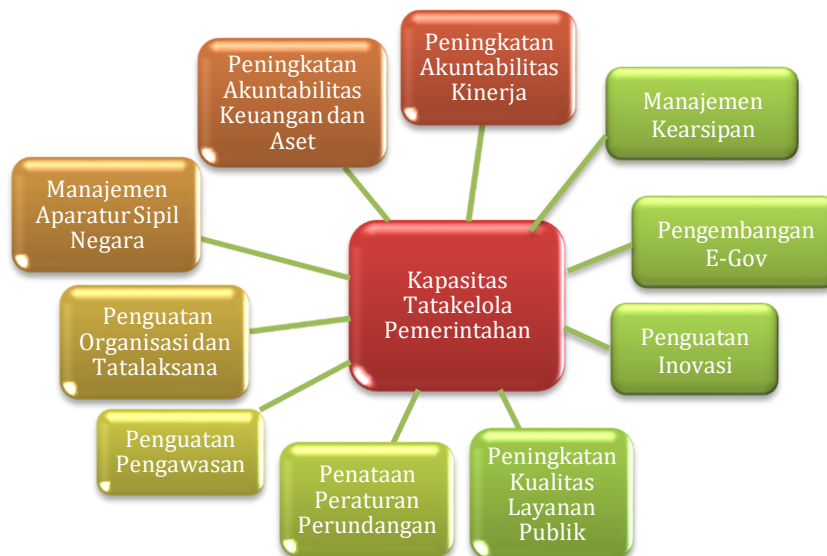 Peningkatan
Akuntabilitas
Keuangan dan
Aset
Peningkatan
Akuntabilitas
Kinerja
Manajemen
Kearsipan
Manajemen
Aparatur Sipil
Negara
Pengembangan
E-Gov
Kapasitas
Tatakelola
Pemerintahan
Penguatan
Organisasi dan
Tatalaksana
Penguatan
Inovasi
Penguatan
Pengawasan
Penataan
Peraturan
Perundangan
Peningkatan
Kualitas
Layanan
Publik